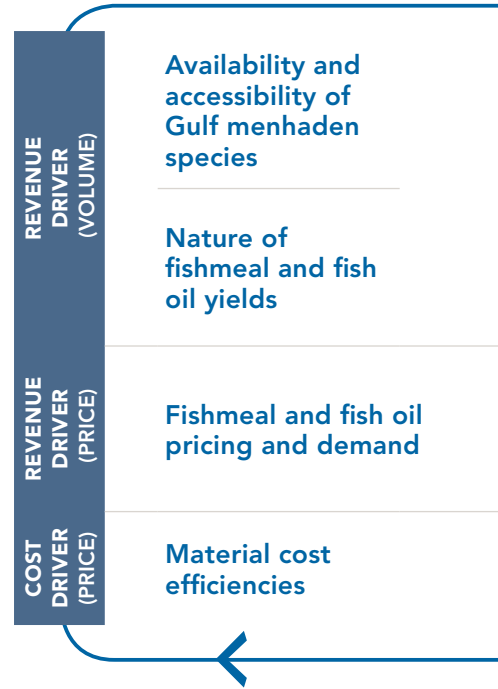 REVENUE
DRIVER
(VOLUME)
Availability and
accessibility of
Gulf menhaden
species
Nature of
fishmeal and fish
oil yields
REVENUE
DRIVER
(PRICE)
Fishmeal and fish oil
pricing and demand
COST
DRIVER
(PRICE)
Material cost
efficiencies